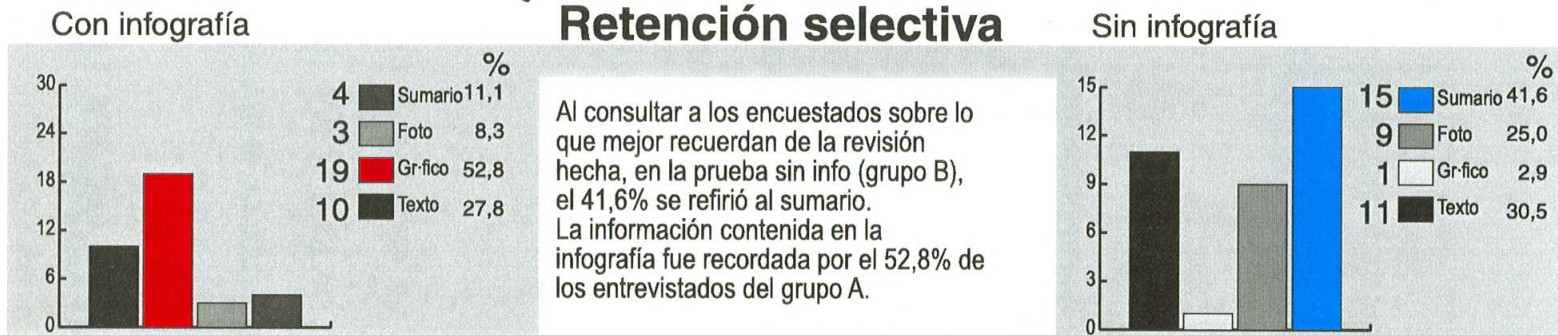 Retención selectiva
Con infografía
%
30
24
18
12
6
0
4 Sumario 11,1
3 Foto 8,3
19 Gr·fico 52,8
10 Texto 27,8
Al consultar a los encuestados sobre lo
que mejor recuerdan de la revisión
hecha, en la prueba sin info (grupo B),
el 41,6% se refirió al sumario.
La información contenida en la
infografía fue recordada por el 52,8% de
los entrevistados del grupo A.
Sin infografía
%
15
12
9
6
3
0
15 Sumario 41,6
9 Foto 25,0
1 Gr·fico 2,9
11 Texto 30,5